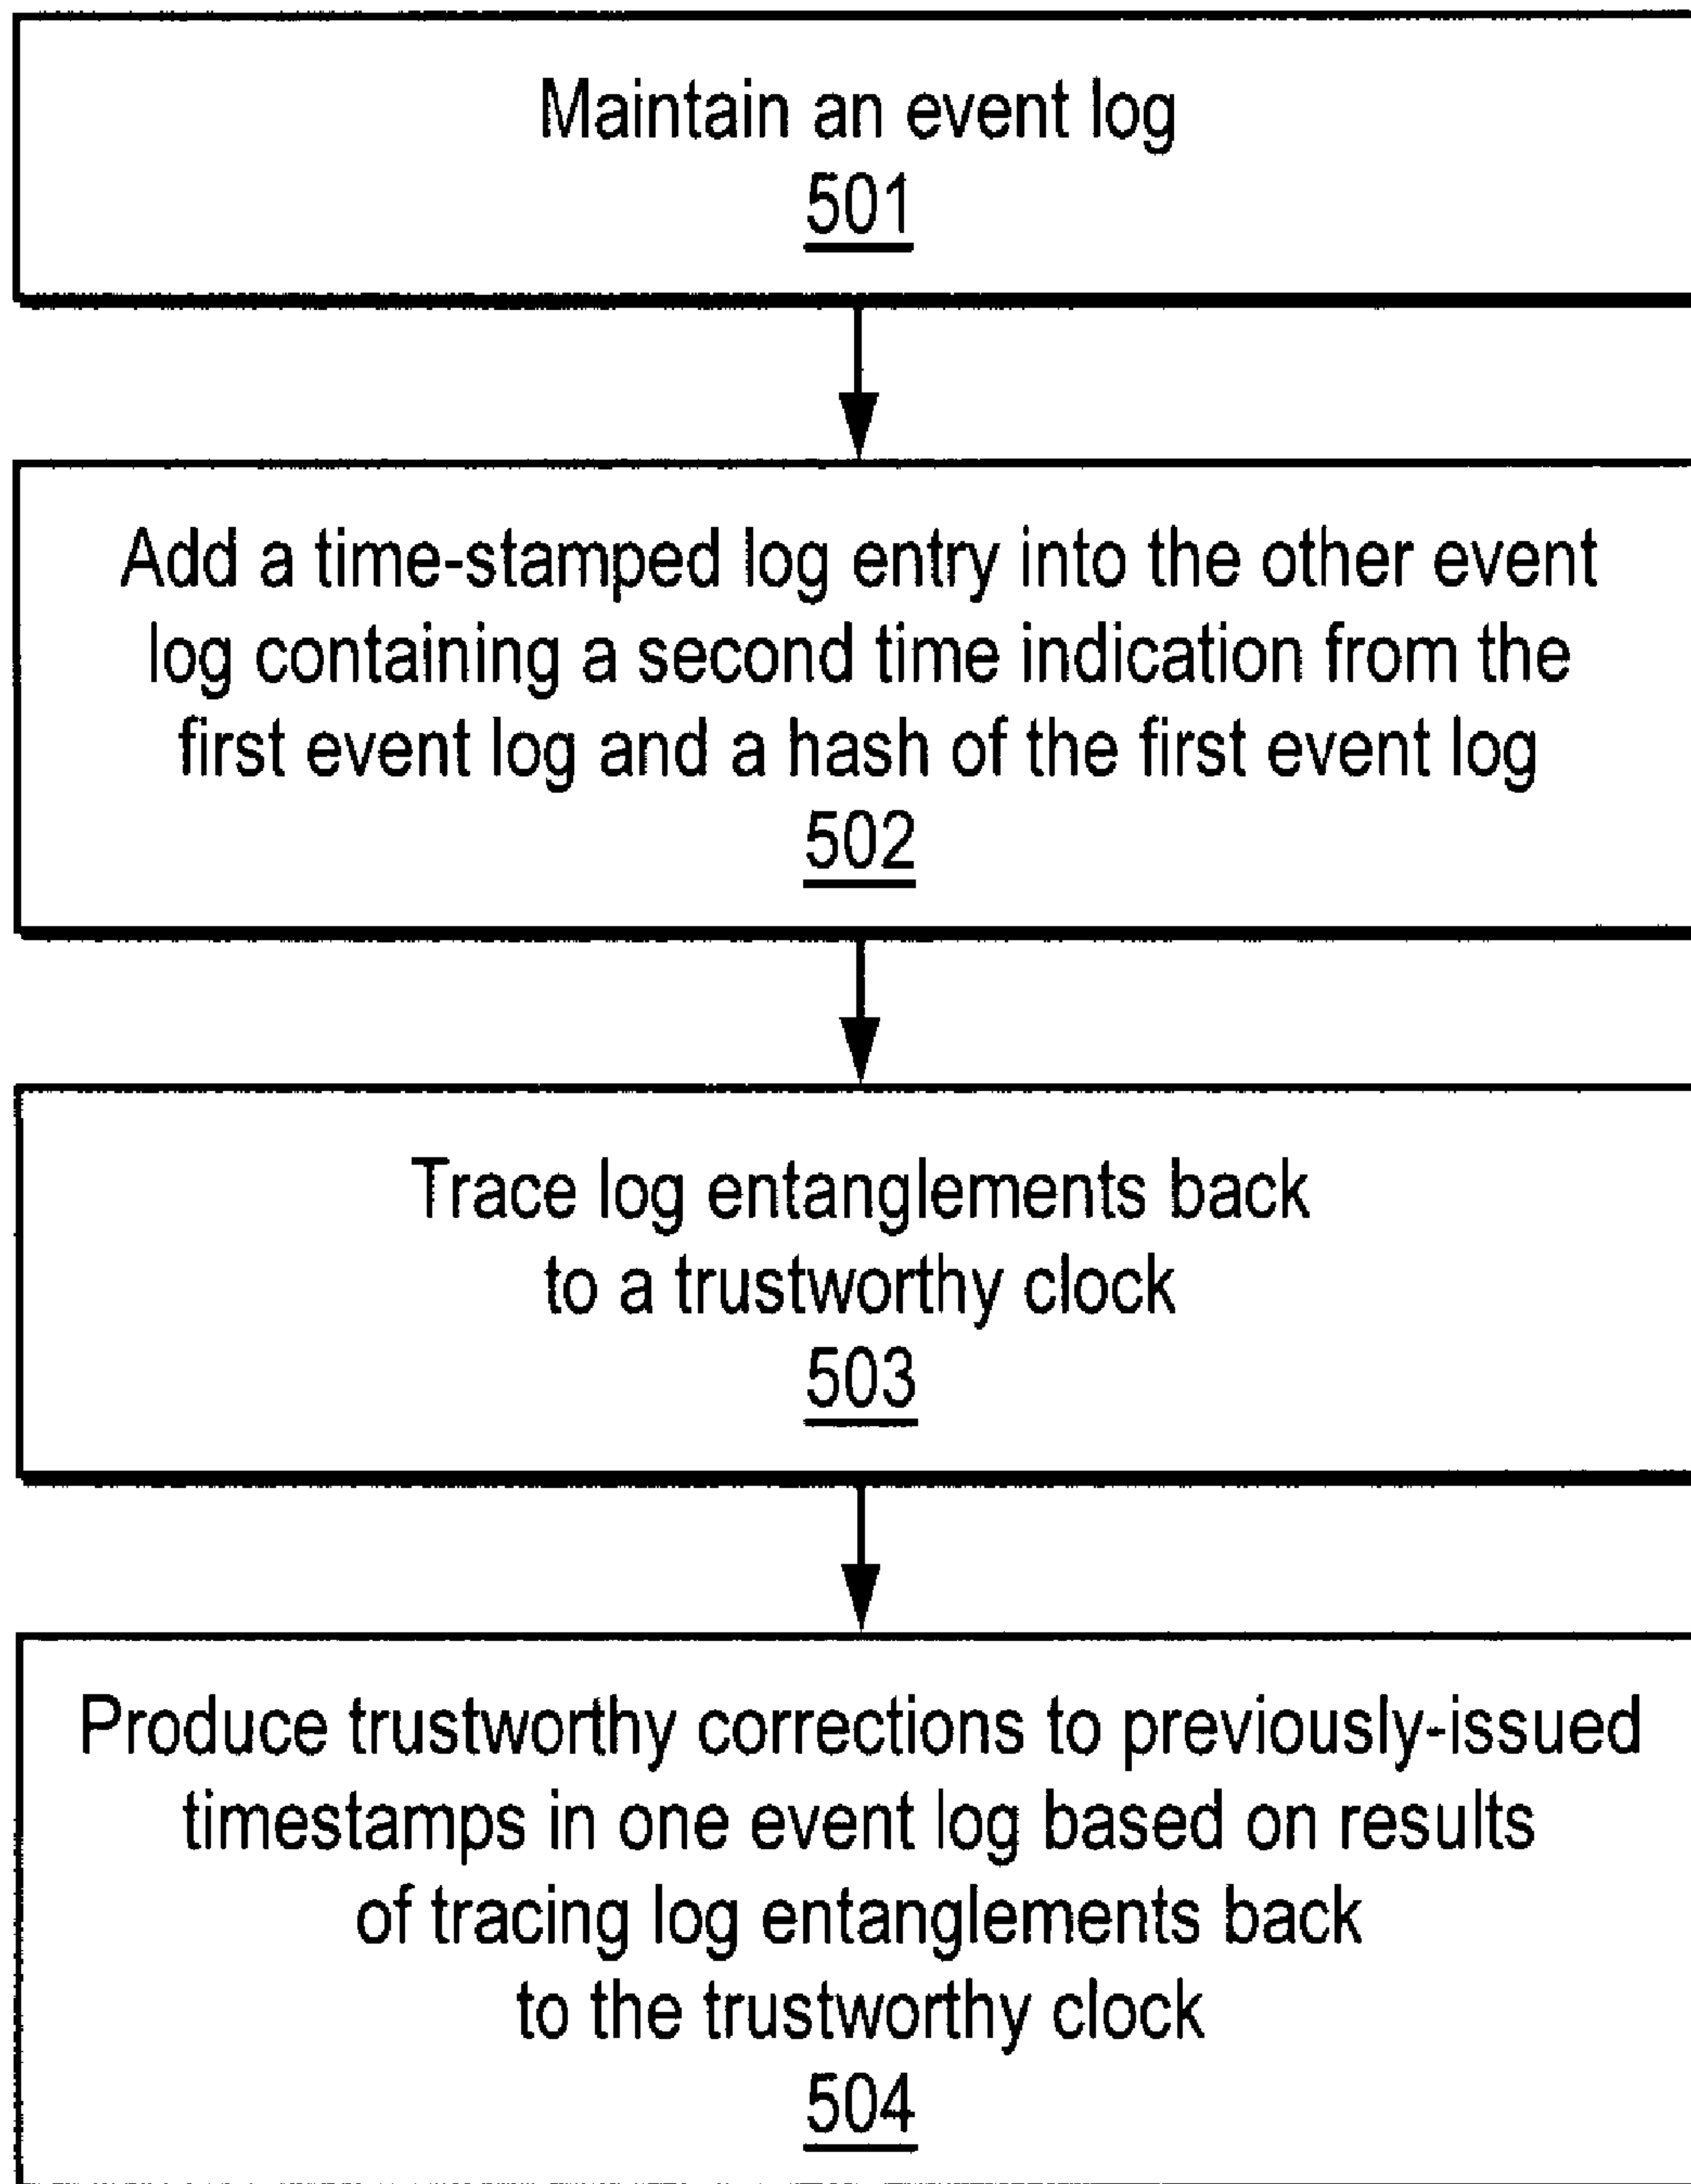 Maintain an event log
501
Add a time-stamped log entry into the other event
log containing a second time indication from the
first event log and a hash of the first event log
502
Trace log entanglements back
to a trustworthy clock
503
Produce trustworthy corrections to previously-issued
timestamps in one event log based on results
of tracing log entanglements back
to the trustworthy clock
504